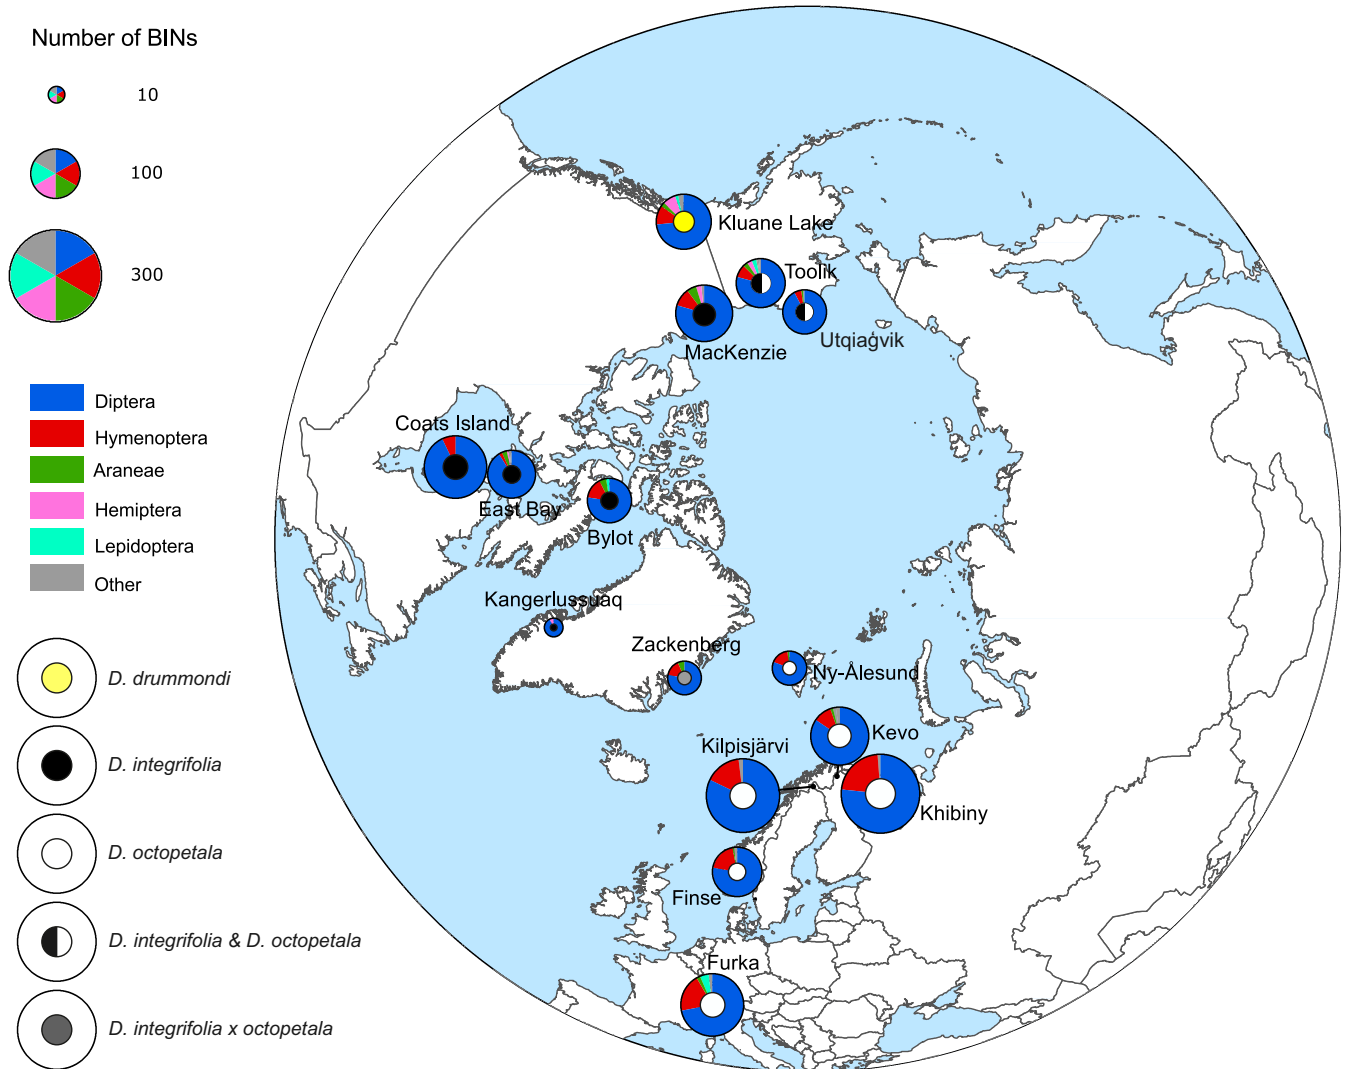 Number of BINs
10
100
300
Diptera
Hymenoptera
Araneae
Hemiptera
Lepidoptera
Other
D. drummondi
D. integrifolia
D. octopetala
D. integrifolia & D. octopetala
D. integrifolia x octopetala
Kluane Lake
Toolik
Utqiaġvik
MacKenzie
Coats Island
East Bay
Bylot
Kangerlussuaq
Zackenberg
Ny-Ålesund
Kevo
Kilpisjärvi
Khibiny
Finse
Furka